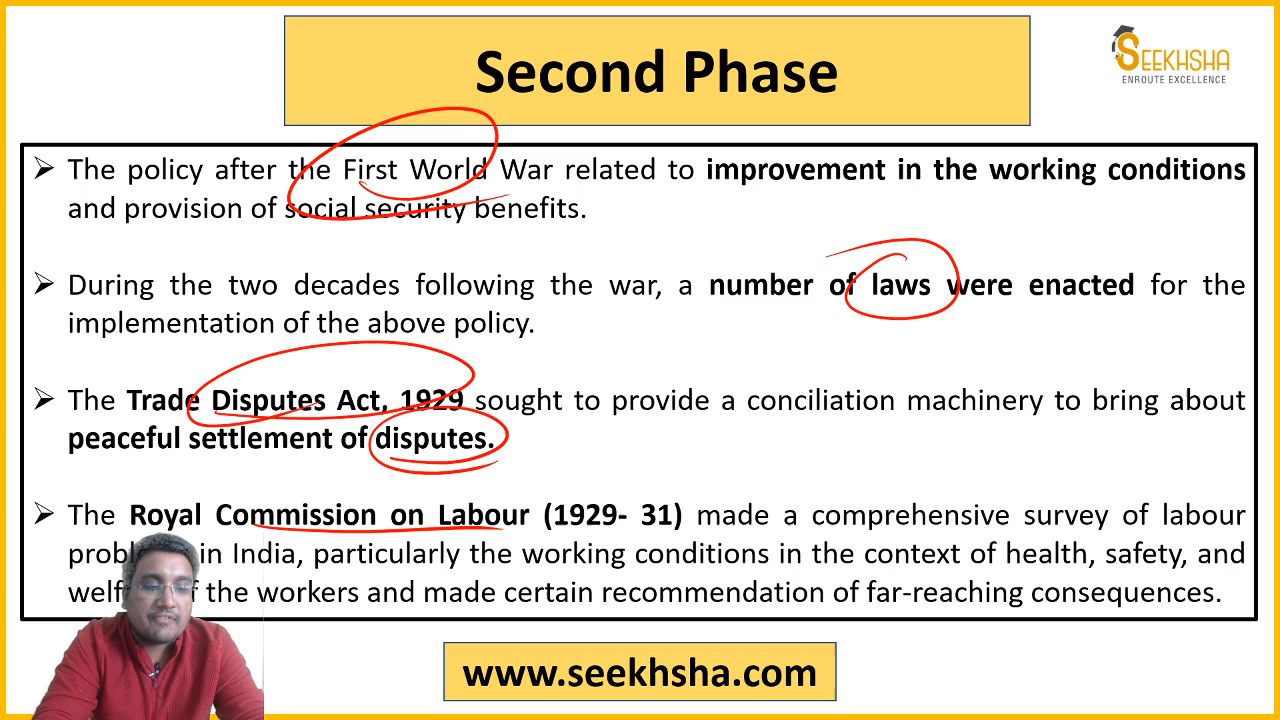 Second Phase
SEEKHSHA
ENROUTE EXCELLENCE
➢ The policy after the First World War related to improvement in the working conditions
and provision of social security benefits.
➢ During the two decades following the war, a number of laws were enacted for the
implementation of the above policy.
➢ The Trade Disputes Act, 1929 sought to provide a conciliation machinery to bring about
peaceful settlement of disputes.
➢ The Royal Commission on Labour (1929- 31) made a comprehensive survey of labour
in India, particularly the working conditions in the context of health, safety, and
the workers and made certain recommendation of far-reaching consequences.
www.seekhsha.com